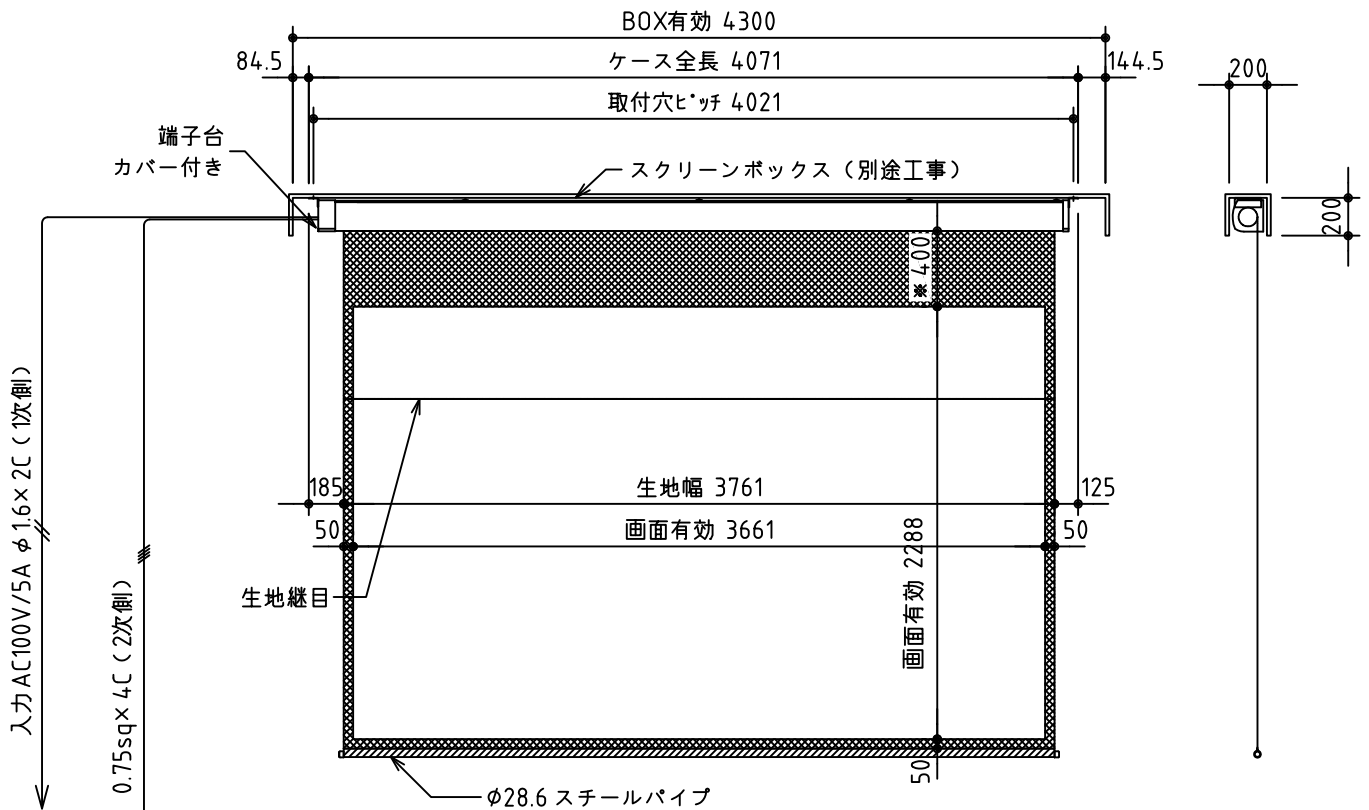 BOX有効 4300
84.5
ケース全長 4071
144.5
取付穴ピッチ 4021
200
端子台
カバー付き
スクリーンボックス（別途工事）
200
※ 400
入力AC100V/5A φ1.6×2C（1次側）
0.75sq×4C（2次側）
185
生地幅 3761
125
50
画面有効 3661
50
画面有効 2288
生地継目
50
φ28.6 スチールパイプ